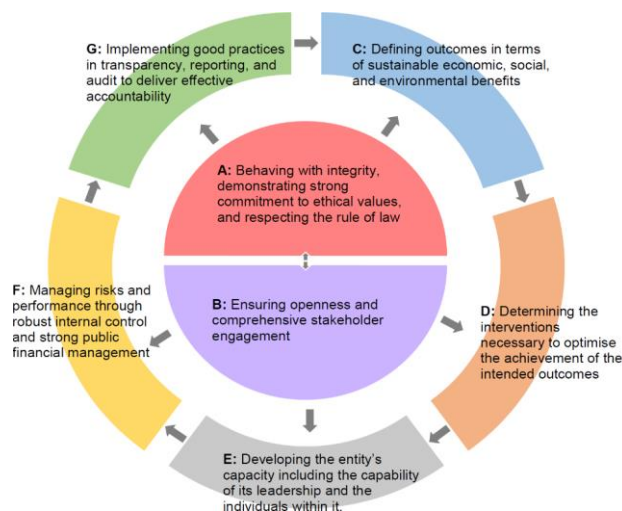 G: Implementing good practices
in transparency, reporting, and
audit to deliver effective
accountability
C: Defining outcomes in terms
of sustainable economic, social,
and environmental benefits
A: Behaving with integrity,
demonstrating strong
commitment to ethical values,
and respecting the rule of law
B: Ensuring openness and
comprehensive stakeholder
engagement
F: Managing risks and
performance through
robust internal control
and strong public
financial management
D: Determining the
interventions
necessary to optimise
the achievement of the
intended outcomes
E: Developing the entity's
capacity including the capability
of its leadership and the
individuals within it.